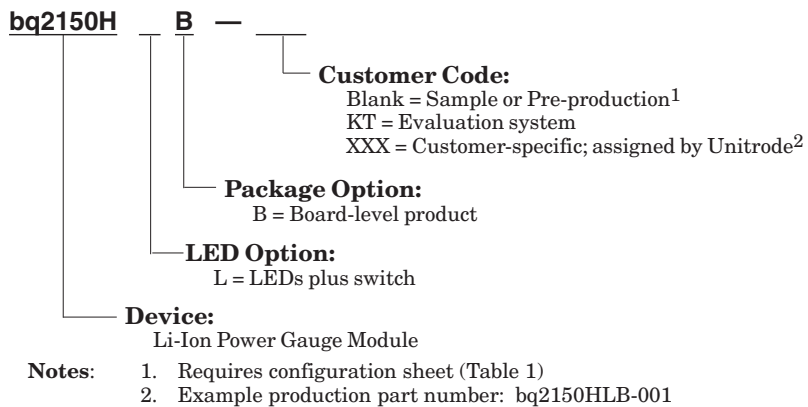 bq2150H _ B — ___
Customer Code:
Blank = Sample or Pre-production1
KT = Evaluation system
XXX = Customer-specific; assigned by Unitrode2
Package Option:
B = Board-level product
LED Option:
L = LEDs plus switch
Device:
Li-Ion Power Gauge Module
Notes: 1. Requires configuration sheet (Table 1)
2. Example production part number: bq2150HLB-001